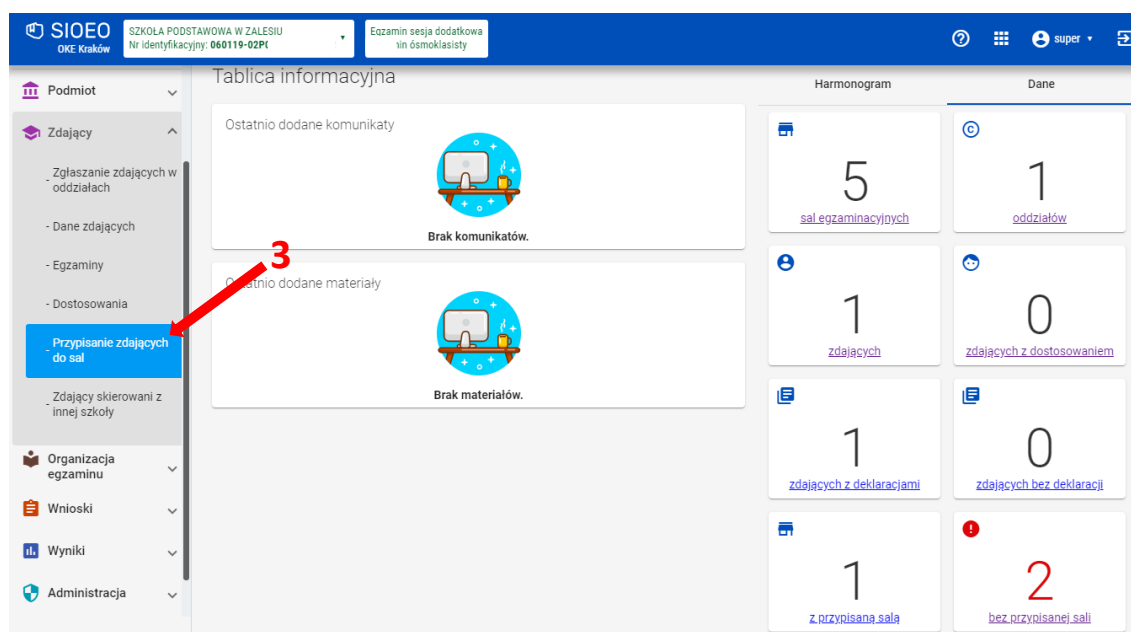 SIOEO
OKE Kraków
SZKOŁA PODSTAWOWA W ZALESIU
Nr identyfikacyjny: 060119-02P(
Egzamin sesja dodatkowa
in ósmoklasisty
super
Podmiot
Zdający
- Zgłaszanie zdających w
oddziałach
- Dane zdających
- Egzaminy
- Dostosowania
- Przypisanie zdających
do sal
- Zdający skierowani z
innej szkoły
Organizacja
egzaminu
Wnioski
Wyniki
Administracja
3
Tablica informacyjna
Ostatnio dodane komunikaty
Brak komunikatów.
Ostatnio dodane materiały
Brak materiałów.
Harmonogram
Dane
5
sal egzaminacyjnych
1
oddziałów
1
zdających
0
zdających z dostosowaniem
1
zdających z deklaracjami
0
zdających bez deklaracji
1
z przypisaną salą
2
bez przypisanej sali